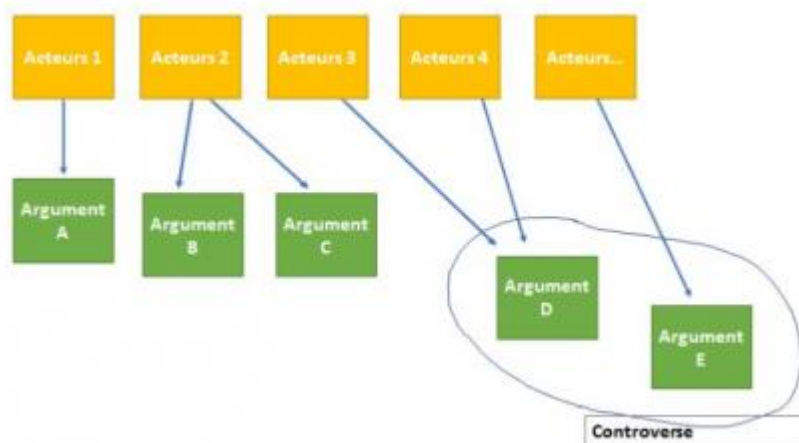 Acteurs 1
Acteurs 2
Acteurs 3
Acteurs 4
Acteurs...
Argument
A
Argument
B
Argument
C
Argument
D
Argument
E
Controverse